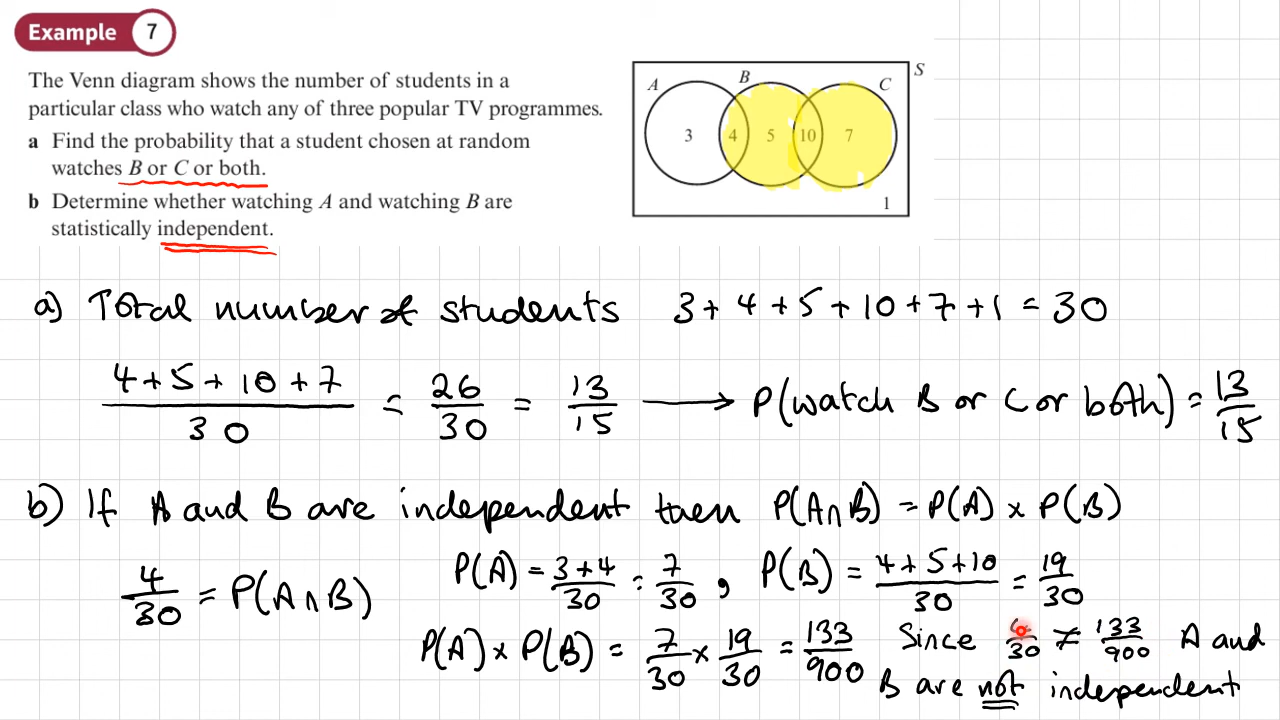 Example 7
The Venn diagram shows the number of students in a
particular class who watch any of three popular TV programmes.
a Find the probability that a student chosen at random
watches B or C or both.
b Determine whether watching A and watching B are
statistically independent.
A B C S
3 4 5 10 7
1
a) Total number of students 3 + 4 + 5 + 10 + 7 + 1 = 30
4 + 5 + 10 + 7 / 30 = 26/30 = 13/15 → P(watch B or C or both) = 13/15
b) If A and B are independent then P(A∩B) = P(A) × P(B)
4/30 = P(A∩B) P(A) = 3+4/30 = 7/30 , P(B) = 4+5+10/30 = 19/30
P(A) × P(B) = 7/30 × 19/30 = 133/900 Since /30 ≠ 133/900 A and
B are not independent